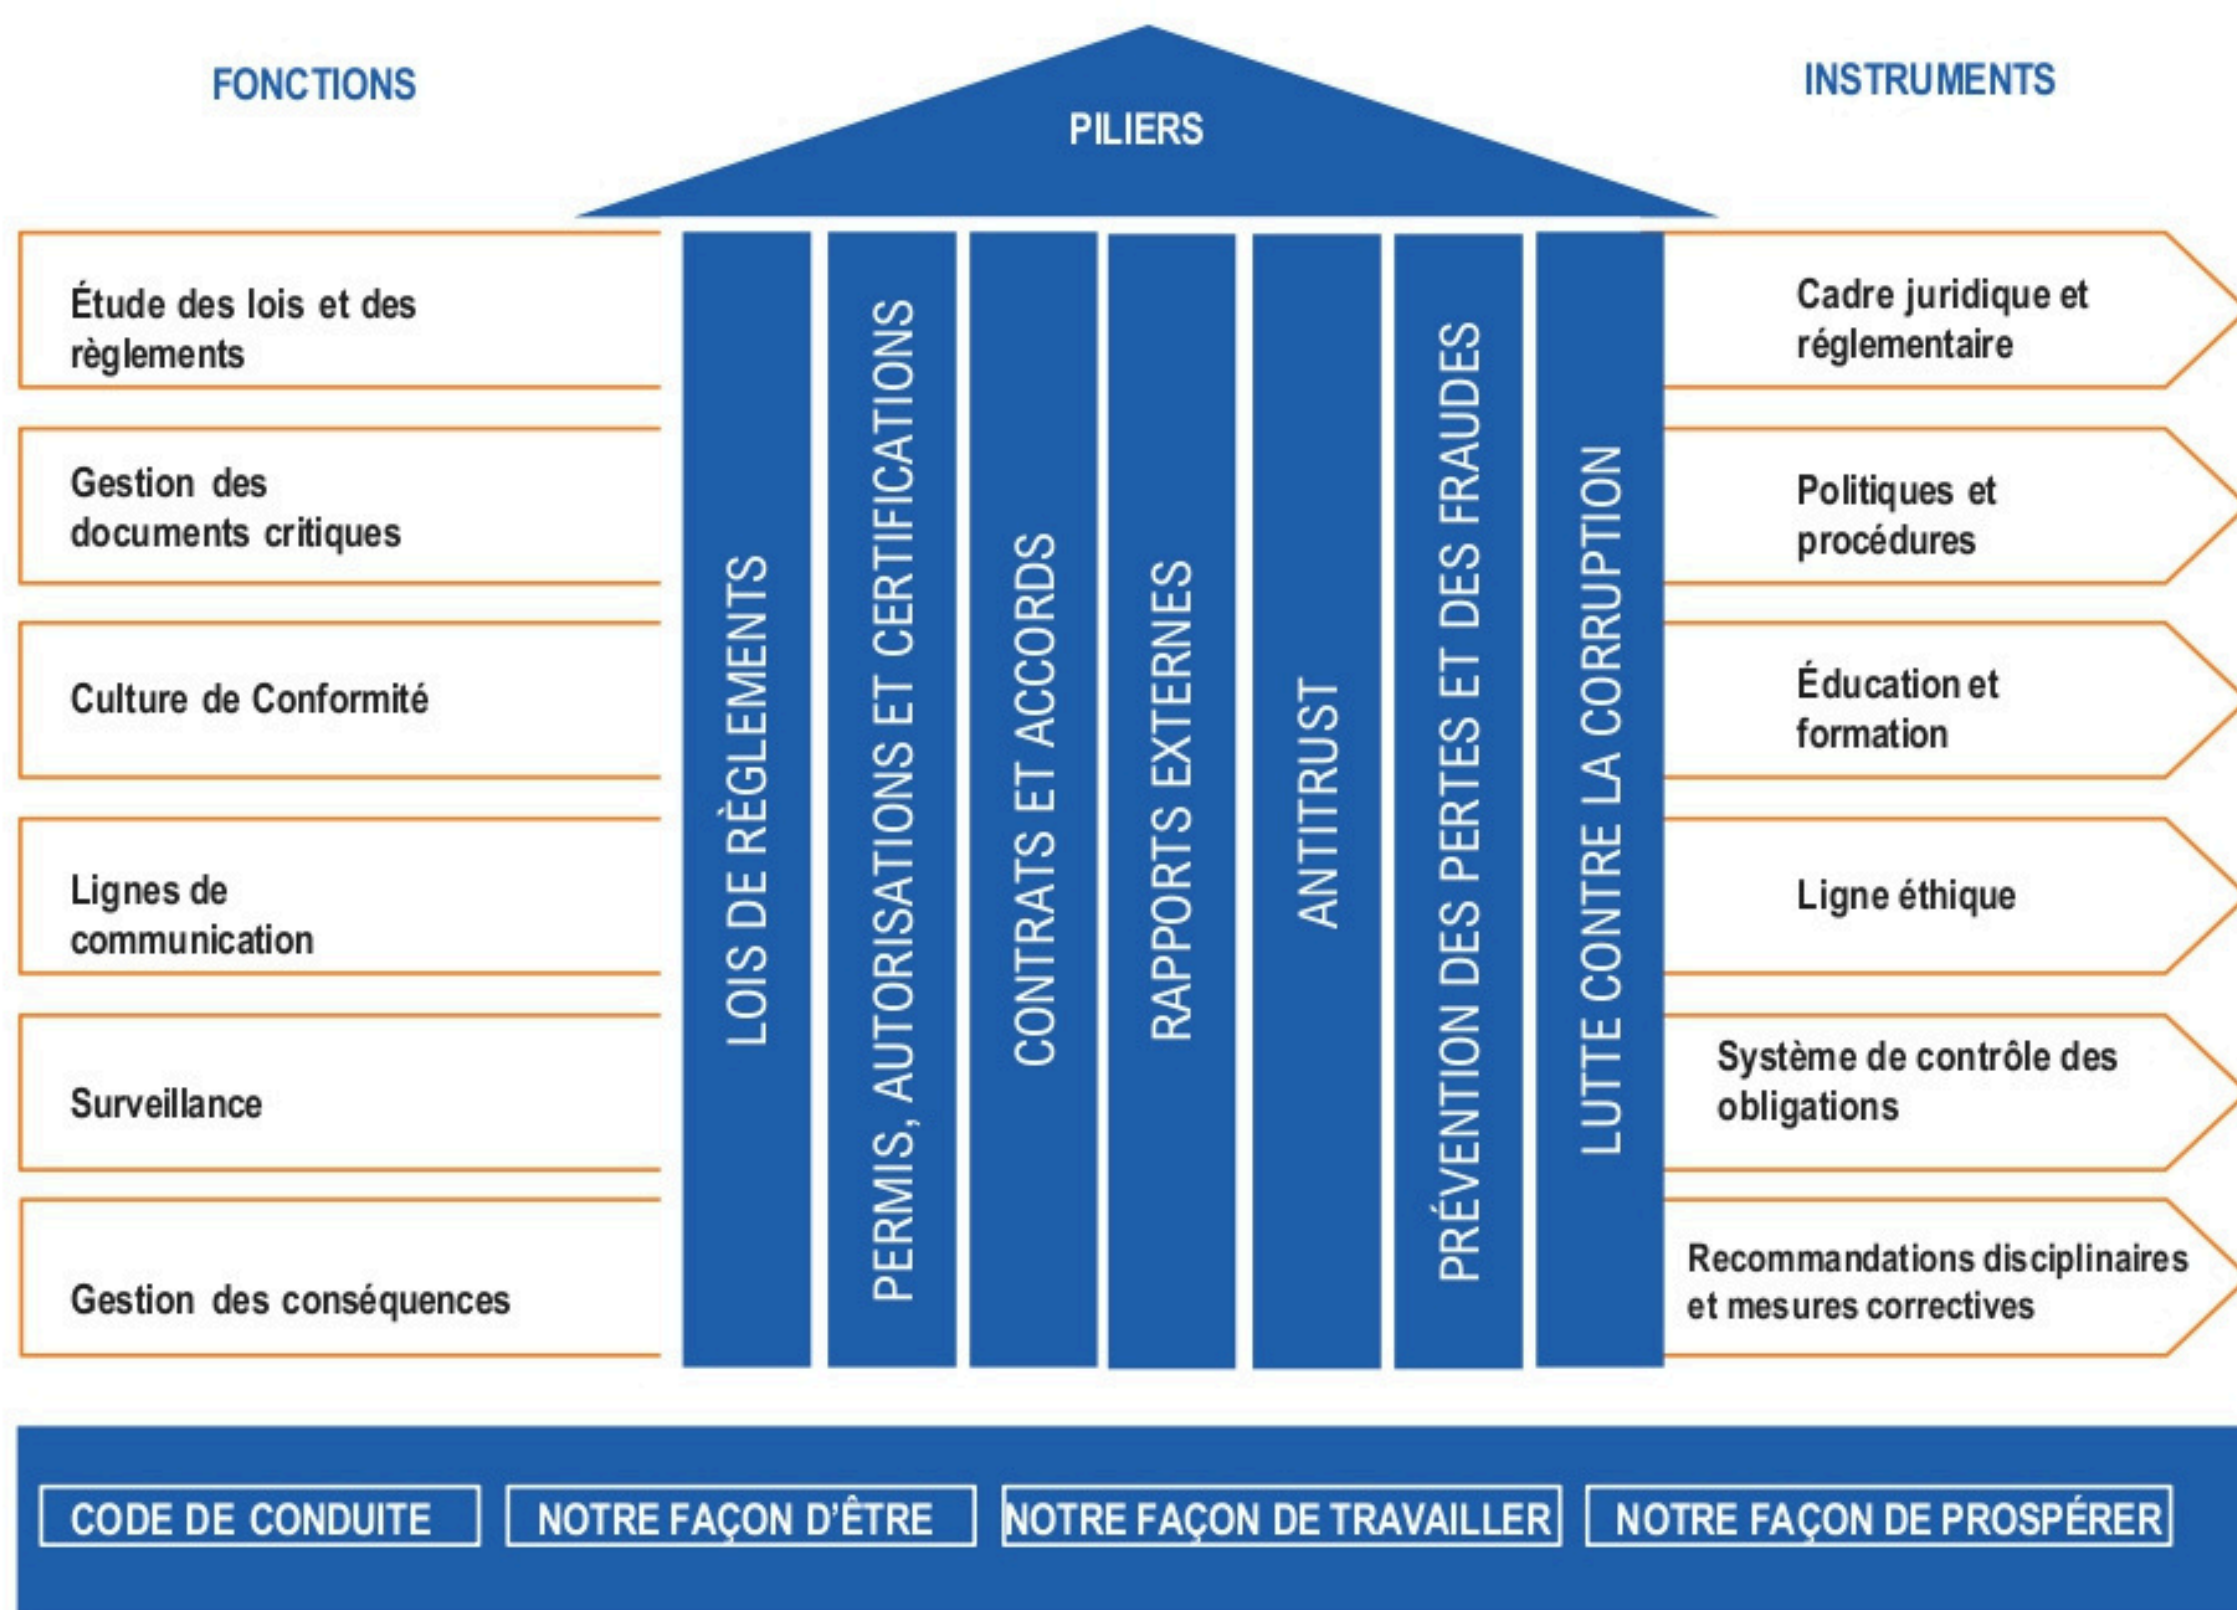 FONCTIONS
PILIERS
INSTRUMENTS
Étude des lois et des
règlements
Gestion des
documents critiques
Culture de Conformité
Lignes de
communication
Surveillance
Gestion des conséquences
LOIS DE RÈGLEMENTS
PERMIS, AUTORISATIONS ET CERTIFICATIONS
CONTRATS ET ACCORDS
RAPPORTS EXTERNES
ANTITRUST
PRÉVENTION DES PERTES ET DES FRAUDES
LUTTE CONTRE LA CORRUPTION
Cadre juridique et
réglementaire
Politiques et
procédures
Éducation et
formation
Ligne éthique
Système de contrôle des
obligations
Recommandations disciplinaires
et mesures correctives
CODE DE CONDUITE
NOTRE FAÇON D'ÊTRE
NOTRE FAÇON DE TRAVAILLER
NOTRE FAÇON DE PROSPÉRER